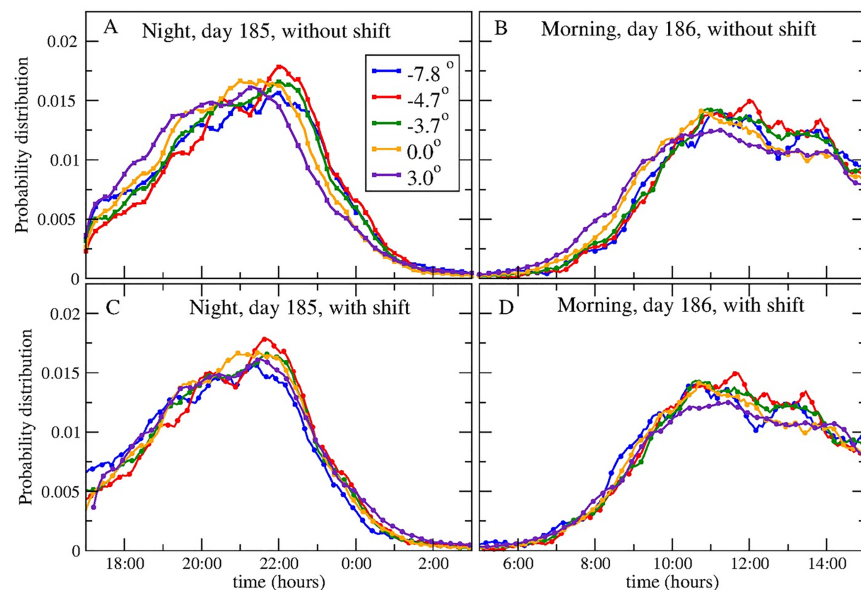 A
Night, day 185, without shift
B
Morning, day 186, without shift
0.02
0.015
0.01
0.005
0
Probability distribution
-7.8 °
-4.7°
-3.7°
0.0°
3.0°
C
Night, day 185, with shift
D
Morning, day 186, with shift
0.02
0.015
0.01
0.005
0
Probability distribution
18:00 20:00 22:00 0:00 2:00
6:00 8:00 10:00 12:00 14:00
time (hours)
time (hours)